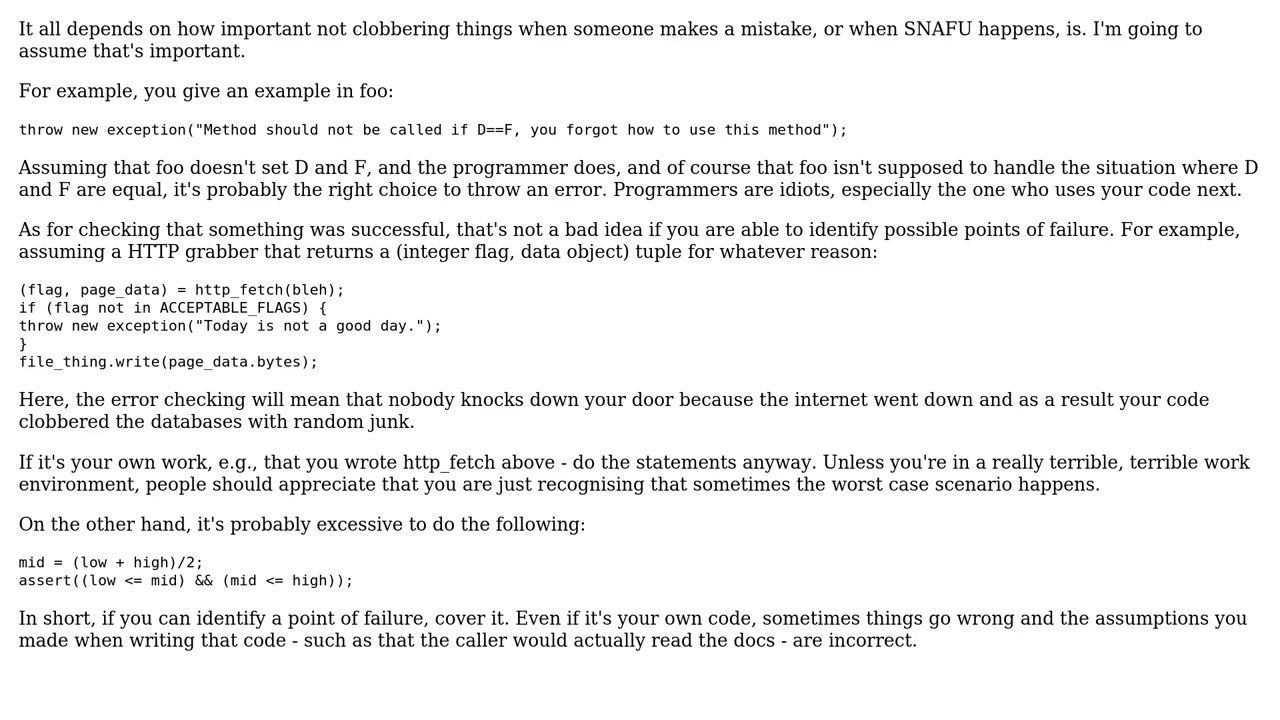 It all depends on how important not clobbering things when someone makes a mistake, or when SNAFU happens, is. I'm going to
assume that's important.
For example, you give an example in foo:
throw new exception("Method should not be called if D==F, you forgot how to use this method");
Assuming that foo doesn't set D and F, and the programmer does, and of course that foo isn't supposed to handle the situation where D
and F are equal, it's probably the right choice to throw an error. Programmers are idiots, especially the one who uses your code next.
As for checking that something was successful, that's not a bad idea if you are able to identify possible points of failure. For example,
assuming a HTTP grabber that returns a (integer flag, data object) tuple for whatever reason:
(flag, page_data) = http_fetch(bleh);
if (flag not in ACCEPTABLE_FLAGS) {
throw new exception("Today is not a good day.");
}
file_thing.write(page_data.bytes);
Here, the error checking will mean that nobody knocks down your door because the internet went down and as a result your code
clobbered the databases with random junk.
If it's your own work, e.g., that you wrote http_fetch above - do the statements anyway. Unless you're in a really terrible, terrible work
environment, people should appreciate that you are just recognising that sometimes the worst case scenario happens.
On the other hand, it's probably excessive to do the following:
mid = (low + high)/2;
assert((low <= mid) && (mid <= high));
In short, if you can identify a point of failure, cover it. Even if it's your own code, sometimes things go wrong and the assumptions you
made when writing that code - such as that the caller would actually read the docs - are incorrect.